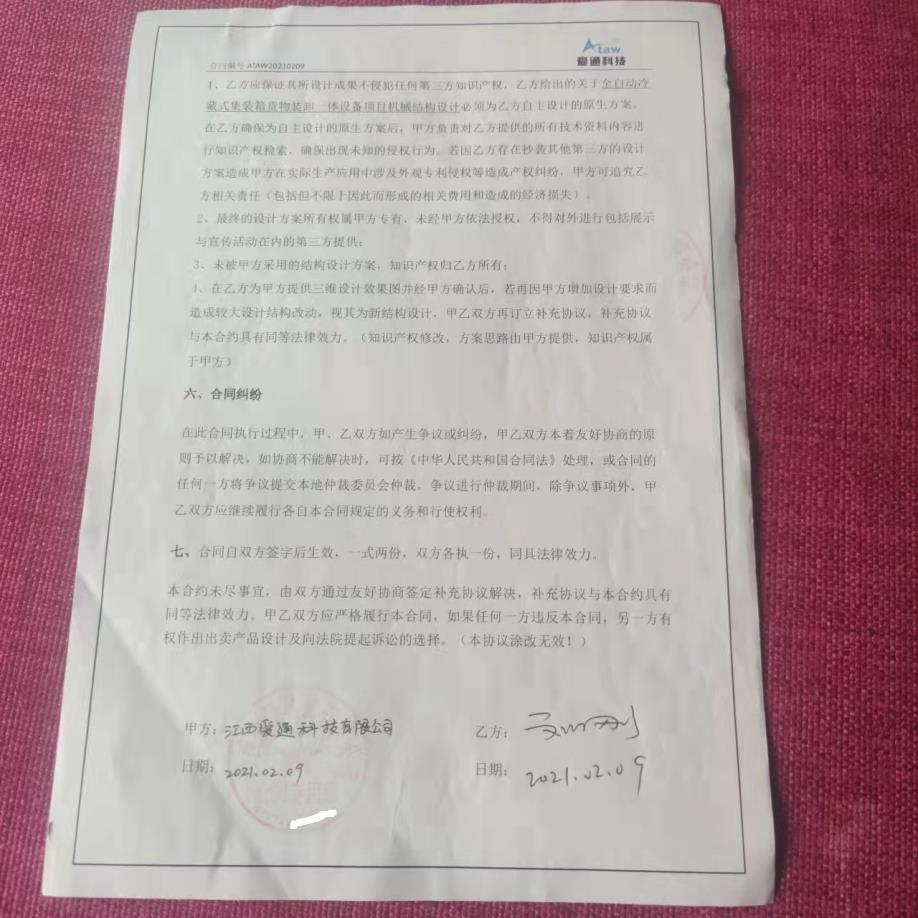 合同编号 ATAW20210209
Ataw
爱通科技
1、乙方应保证其所设计成果不侵犯任何第三方知识产权，乙方给出的关于全自动冷
藏式集装箱货物装卸一体设备项目机械结构设计必须为乙方自主设计的原生方案。
在乙方确保为自主设计的原生方案后，甲方负责对乙方提供的所有技术资料内容进
行知识产权检索，确保出现未知的侵权行为。若因乙方存在抄袭其他第三方的设计
方案造成甲方在实际生产应用中涉及外观专利侵权等造成产权纠纷，甲方可追究乙
方相关责任（包括但不限于因此而形成的相关费用和造成的经济损失）。
2、最终的设计方案所有权属甲方专有，未经甲方依法授权，不得对外进行包括展示
与宣传活动在内的第三方提供；
3、未被甲方采用的结构设计方案，知识产权归乙方所有；
4、在乙方为甲方提供三维设计效果图并经甲方确认后，若再因甲方增加设计要求而
造成较大设计结构改动，视其为新结构设计，甲乙双方再订立补充协议，补充协议
与本合约具有同等法律效力。（知识产权修改，方案思路由甲方提供，知识产权属
于甲方）
六、合同纠纷
在此合同执行过程中，甲、乙双方如产生争议或纠纷，甲乙双方本着友好协商的原
则予以解决，如协商不能解决时，可按《中华人民共和国合同法》处理，或合同的
任何一方将争议提交本地仲裁委员会仲裁。争议进行仲裁期间，除争议事项外，甲
乙双方应继续履行各自本合同规定的义务和行使权利。
七、合同自双方签字后生效，一式两份，双方各执一份，同具法律效力。
本合约未尽事宜，由双方通过友好协商签定补充协议解决，补充协议与本合约具有
同等法律效力。甲乙双方应严格履行本合同，如果任何一方违反本合同，另一方有
权作出出卖产品设计及向法院提起诉讼的选择。（本协议涂改无效！）
甲方：江西爱通科技有限公司
乙方：
日期：2021.02.09
日期：2021.02.09